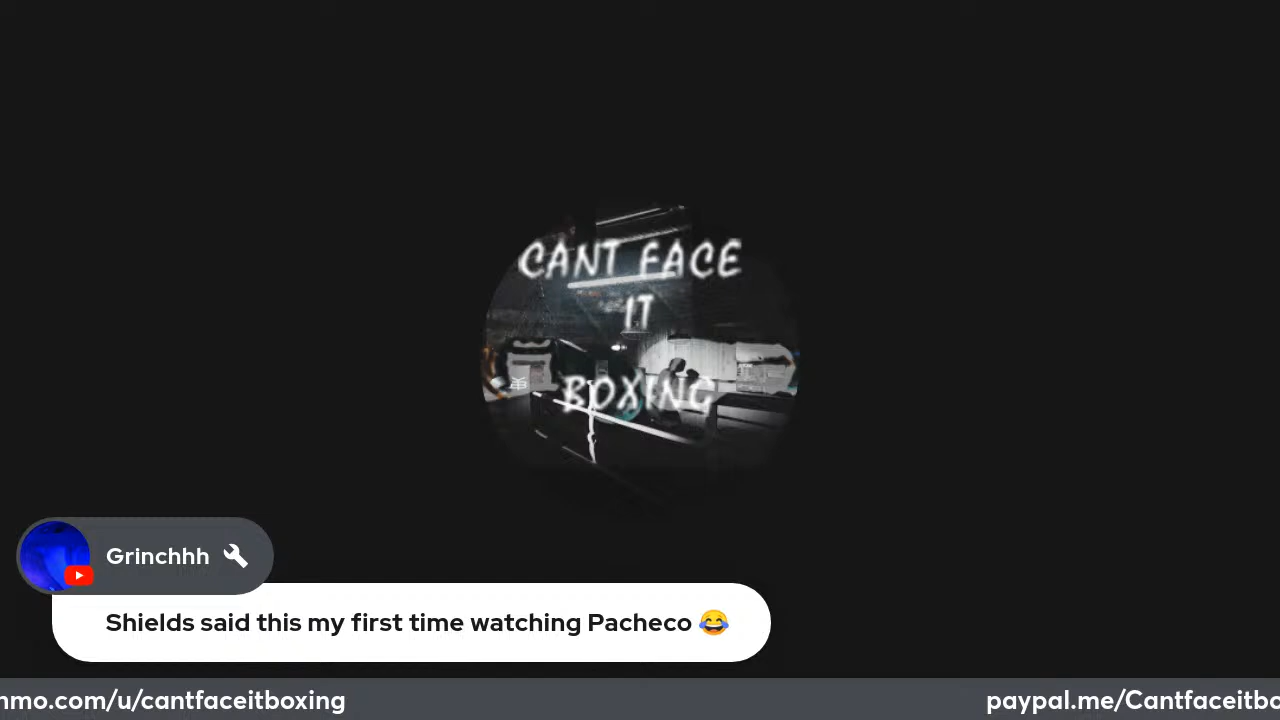 CANT FACE
IT
BOXING
Grinchhh
Shields said this my first time watching Pacheco 😂
nmo.com/u/cantfaceitboxing
paypal.me/Cantfaceitbo